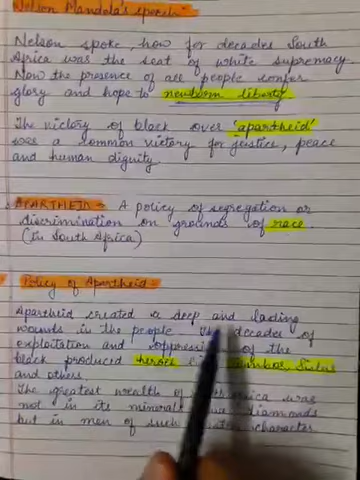 Nelson Mandela's speech
Nelson spoke, how for decades South
Africa was the seat of white supremacy
Now the presence of all people confer
glory and hope to newborn liberty
The victory of black over 'apartheid'
was a common victory for justice, peace
and human dignity
APARTHEID - A policy of segregation or
discrimination on grounds of race
(In South Africa)
Policy of Apartheid
Apartheid created a deep and lasting
wounds in the people The decades of
exploitation and of the
black produced heroes Sisulu
and others
The greatest wealth of was
not in its minerals diamonds
but in men of such character